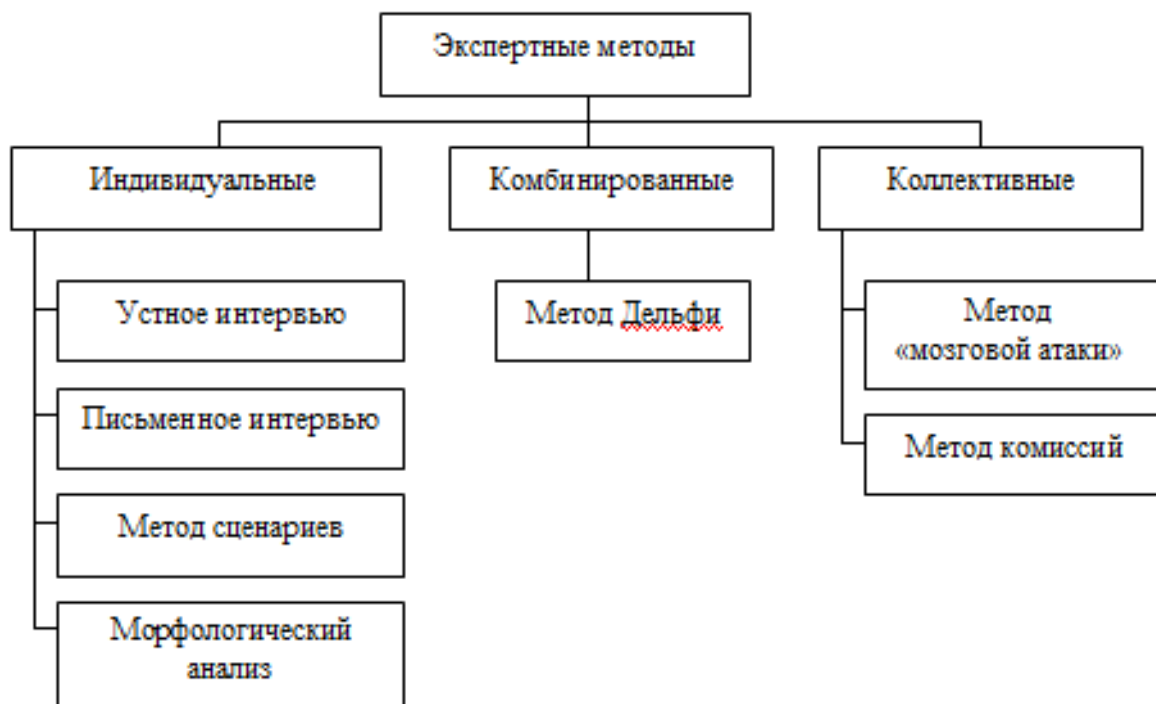 Экспертные методы
Индивидуальные
Комбинированные
Коллективные
Устное интервью
Письменное интервью
Метод сценариев
Морфологический
анализ
Метод Дельфи
Метод
«мозговой атаки»
Метод комиссий